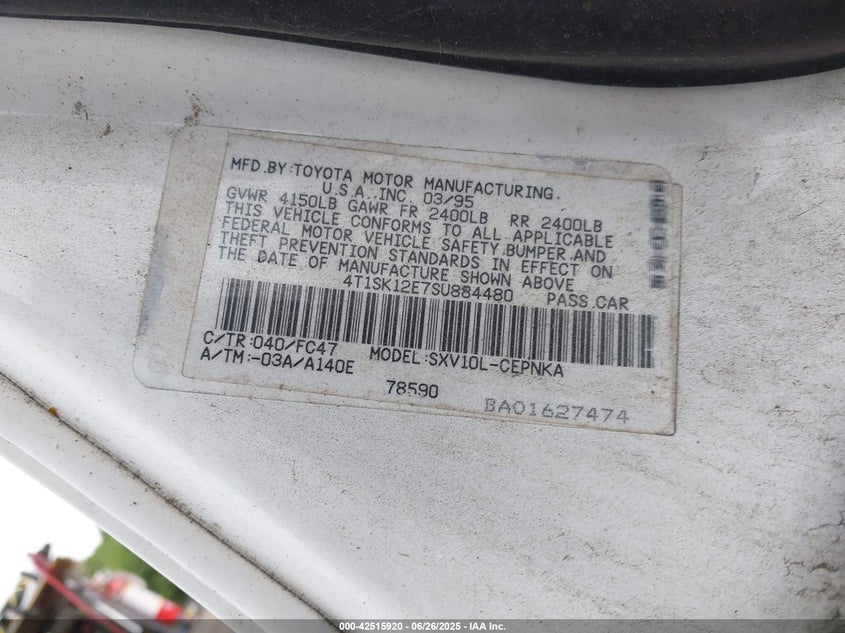 MFD.BY:TOYOTA MOTOR MANUFACTURING.
U.S.A.,INC. 03/95
GVWR 4150LB GAWR FR 2400LB RR 2400LB
THIS VEHICLE CONFORMS TO ALL APPLICABLE
FEDERAL MOTOR VEHICLE SAFETY,BUMPER,AND
THEFT PREVENTION STANDARDS IN EFFECT ON
THE DATE OF MANUFACTURE SHOWN ABOVE
4T1SK12E7SU884480 PASS.CAR
C/TR:040/FC47 MODEL:SXV10L-CEPNKA
A/TM:-03A/A140E
78590
BA01627474
000-42515920 | 06/26/2025 | IAA Inc.